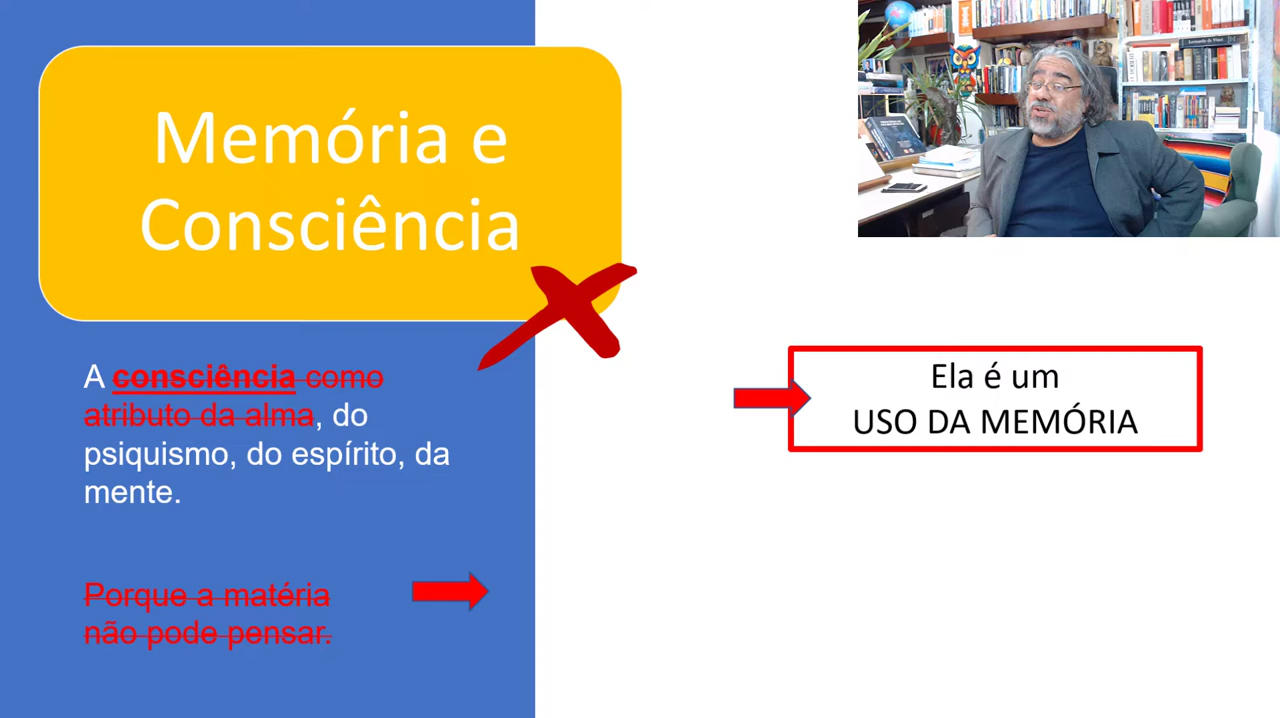 Memória e
Consciência
A consciência como
atributo da alma, do
psiquismo, do espírito, da
mente.
Porque a matéria
não pode pensar.
Ela é um
USO DA MEMÓRIA